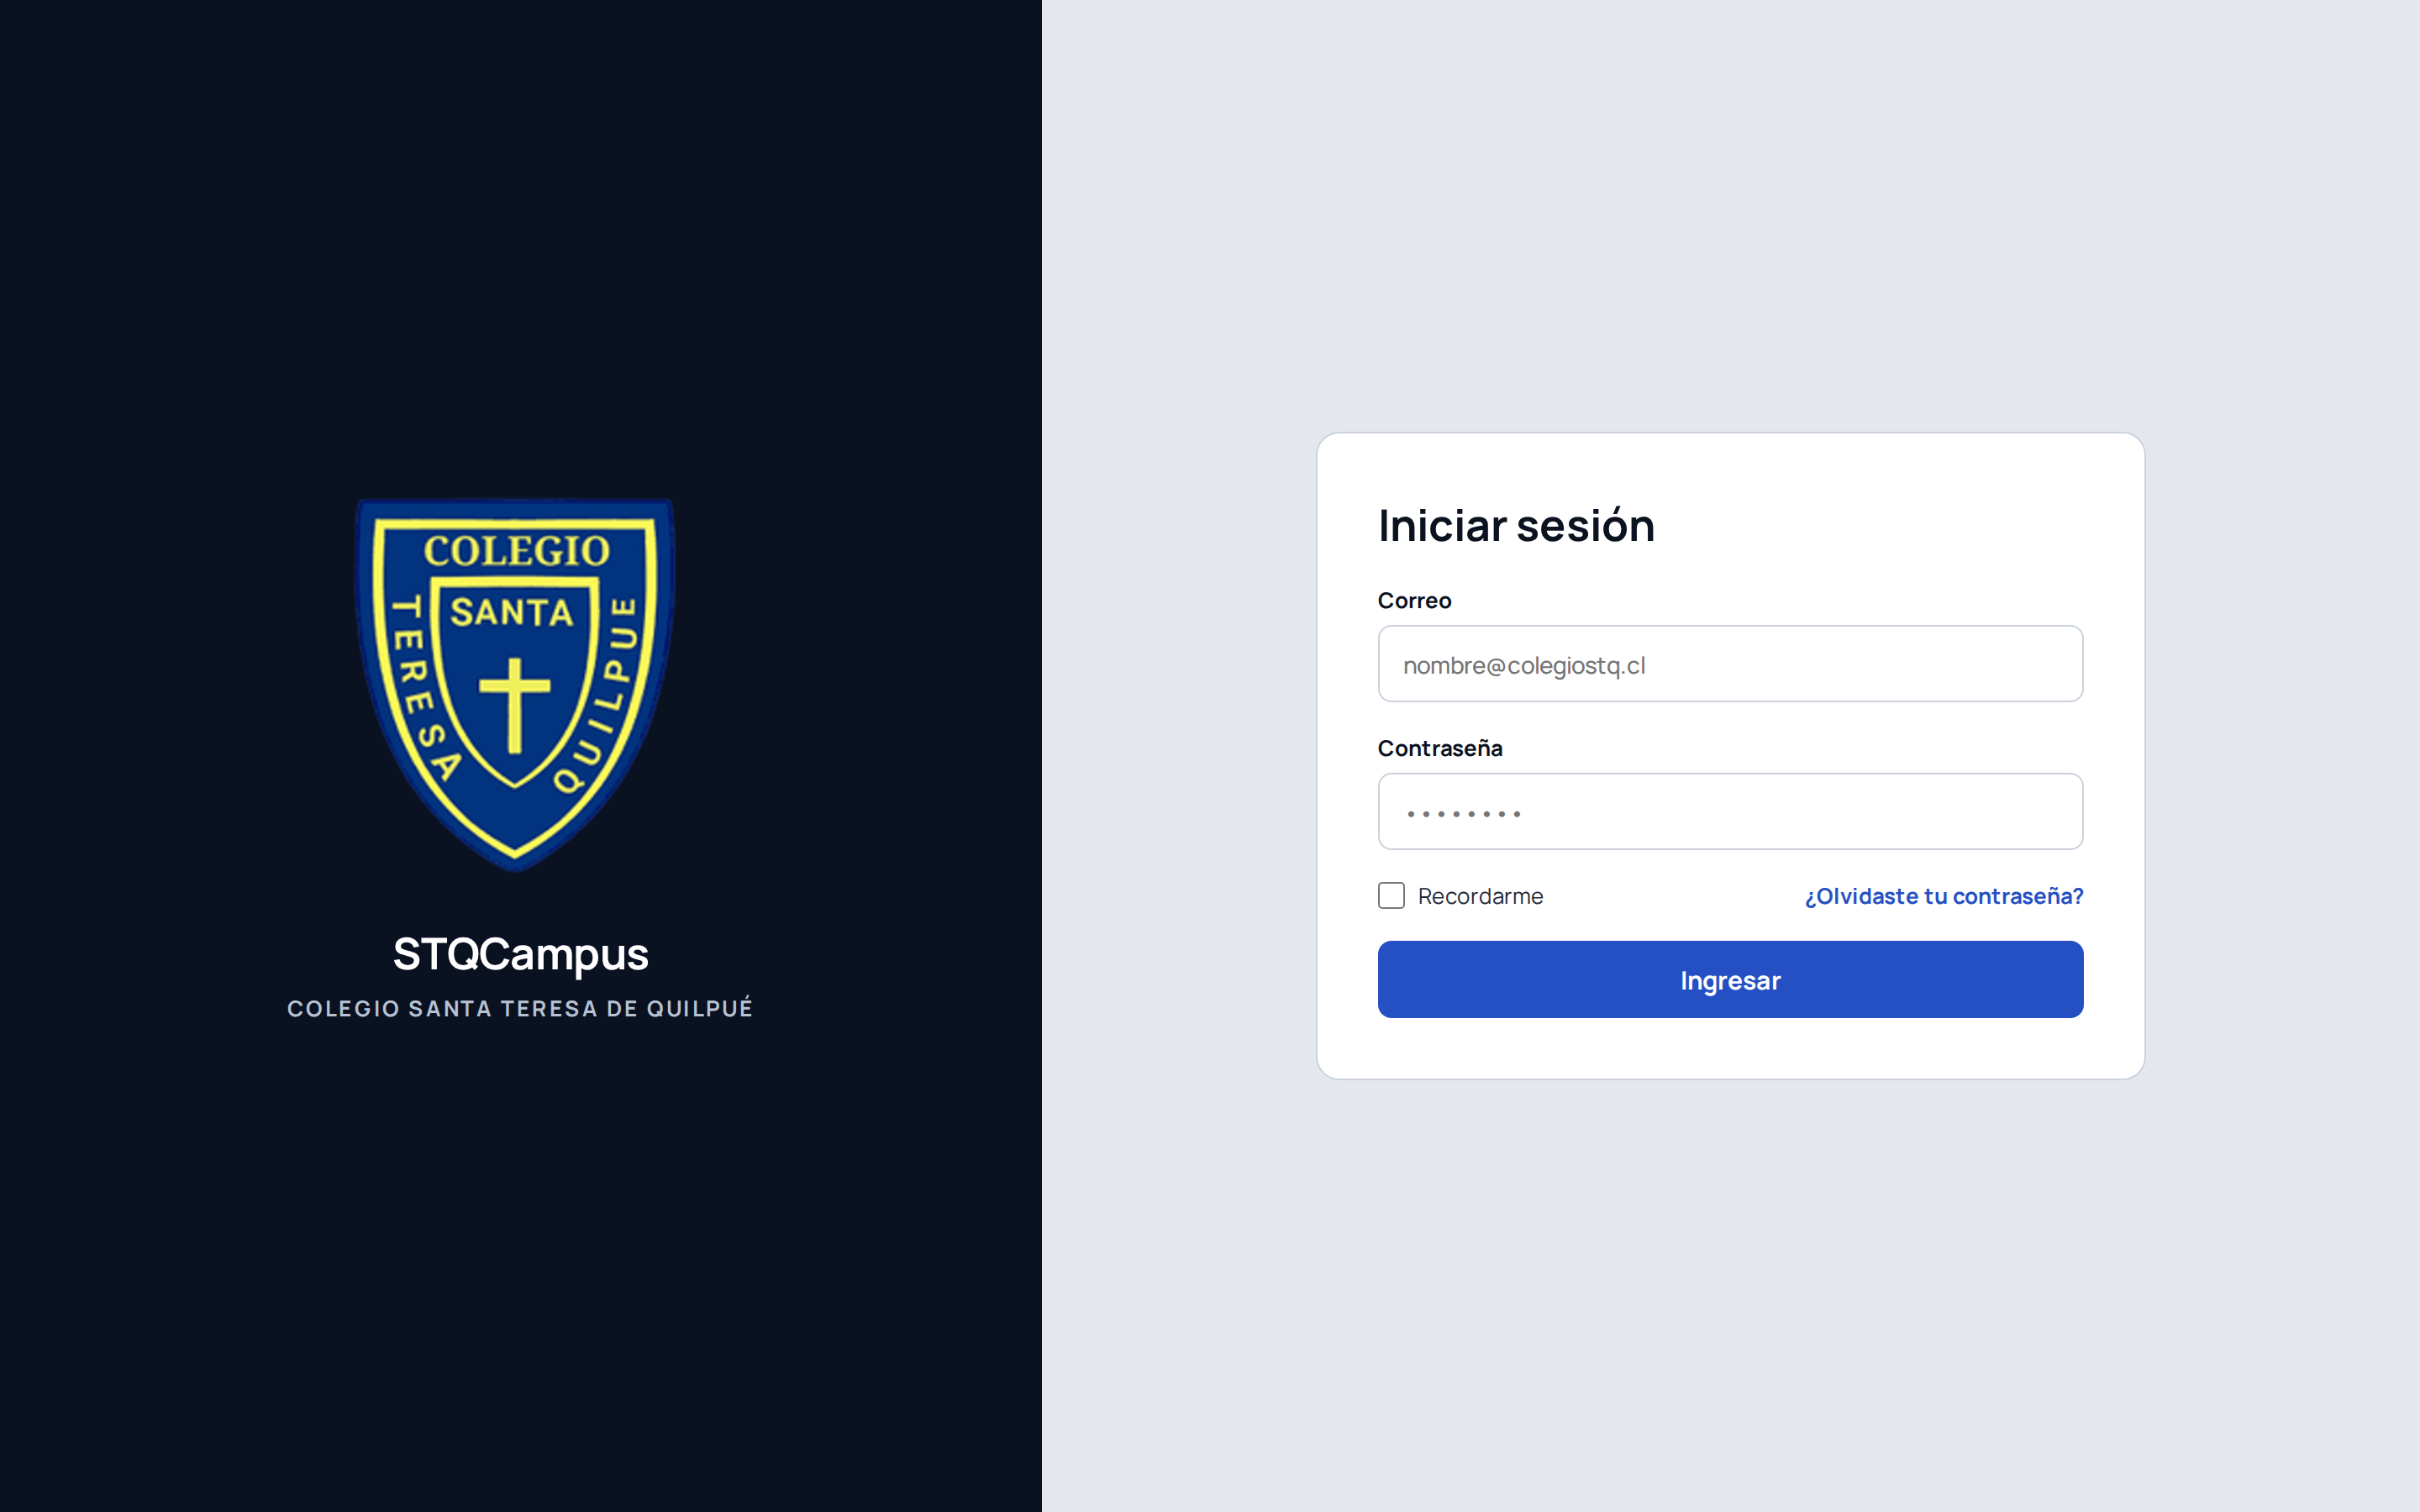 COLEGIO
SANTA
TERESA
QUILPUE
STQCampus
COLEGIO SANTA TERESA DE QUILPUÉ
Iniciar sesión
Correo
nombre@colegiostq.cl
Contraseña
••••••••
Recordarme
¿Olvidaste tu contraseña?
Ingresar